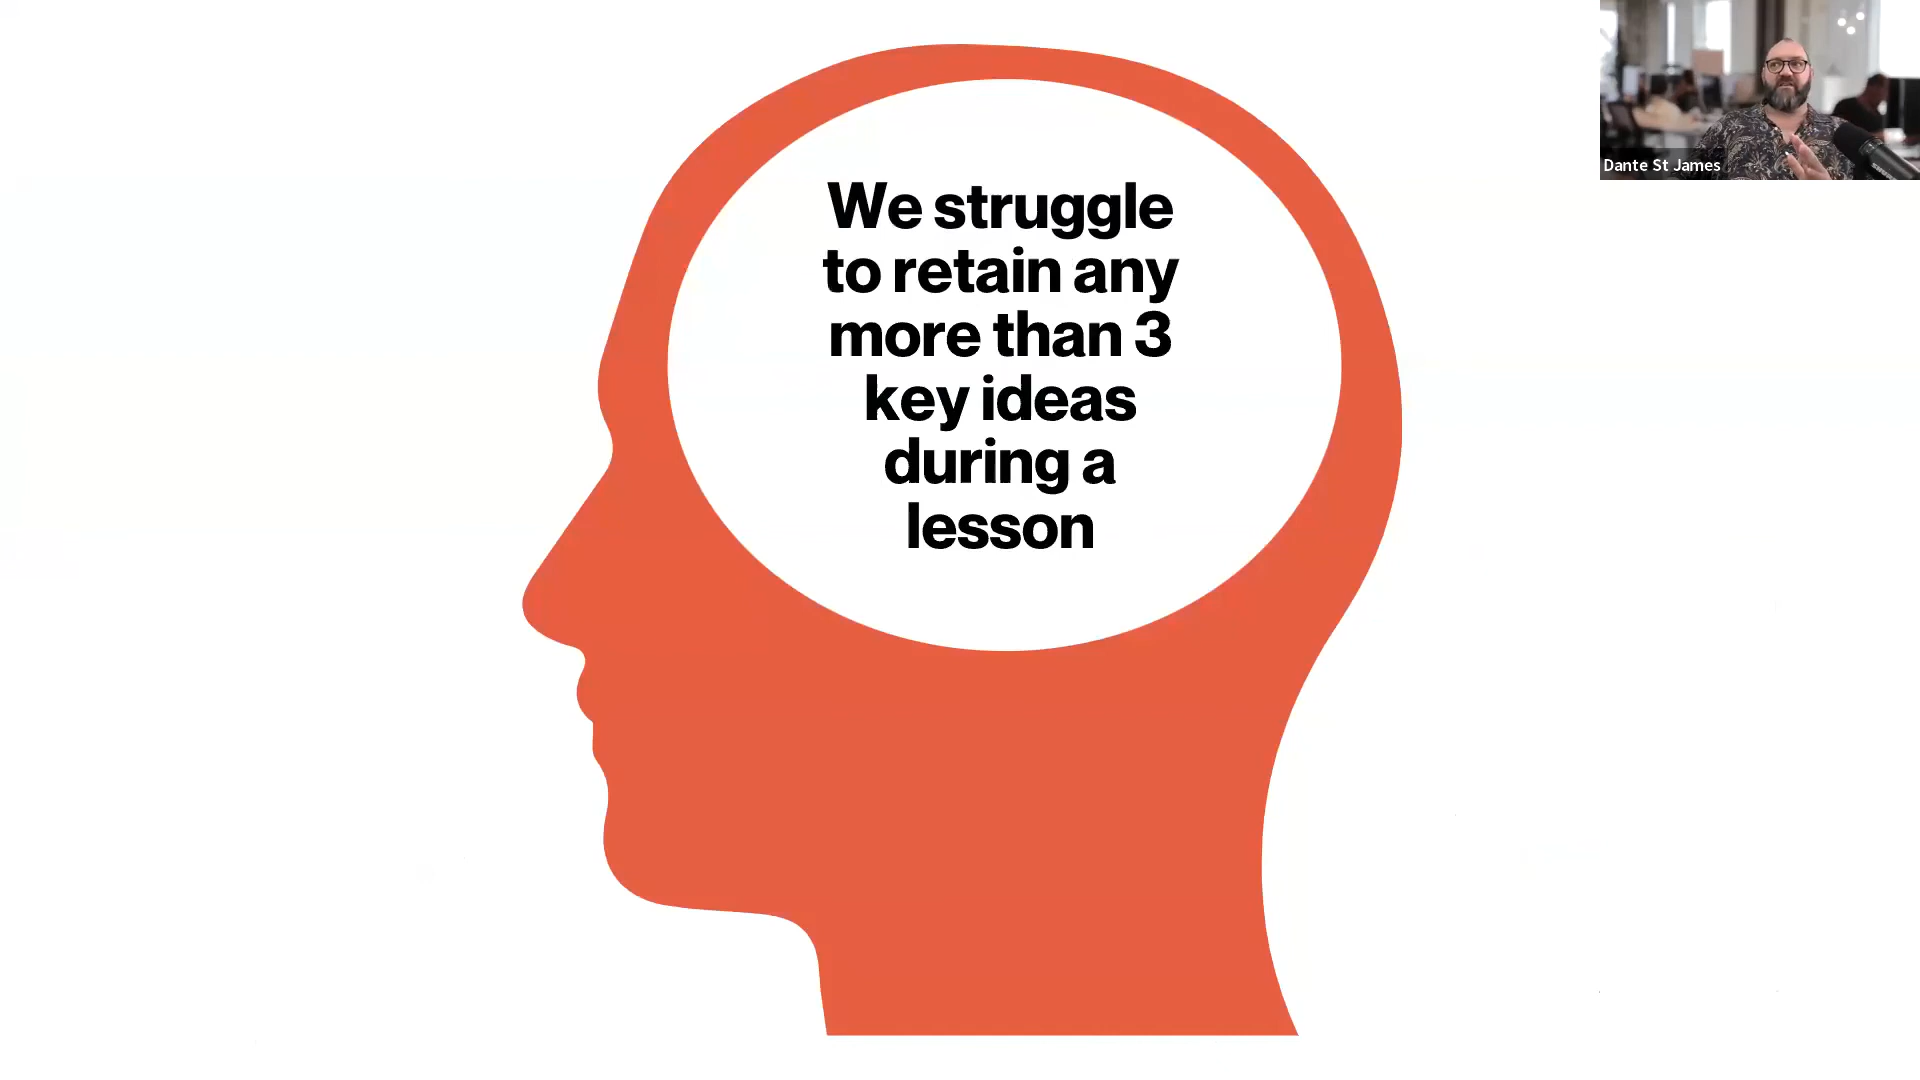 We struggle
to retain any
more than 3
key ideas
during a
lesson
Dante St James